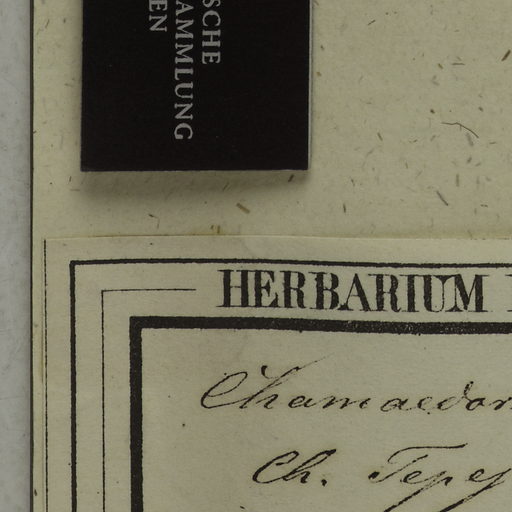 SCHE
AMMLUNG
EN
HERBARIUM
Chamaedor
Ch. Tepej